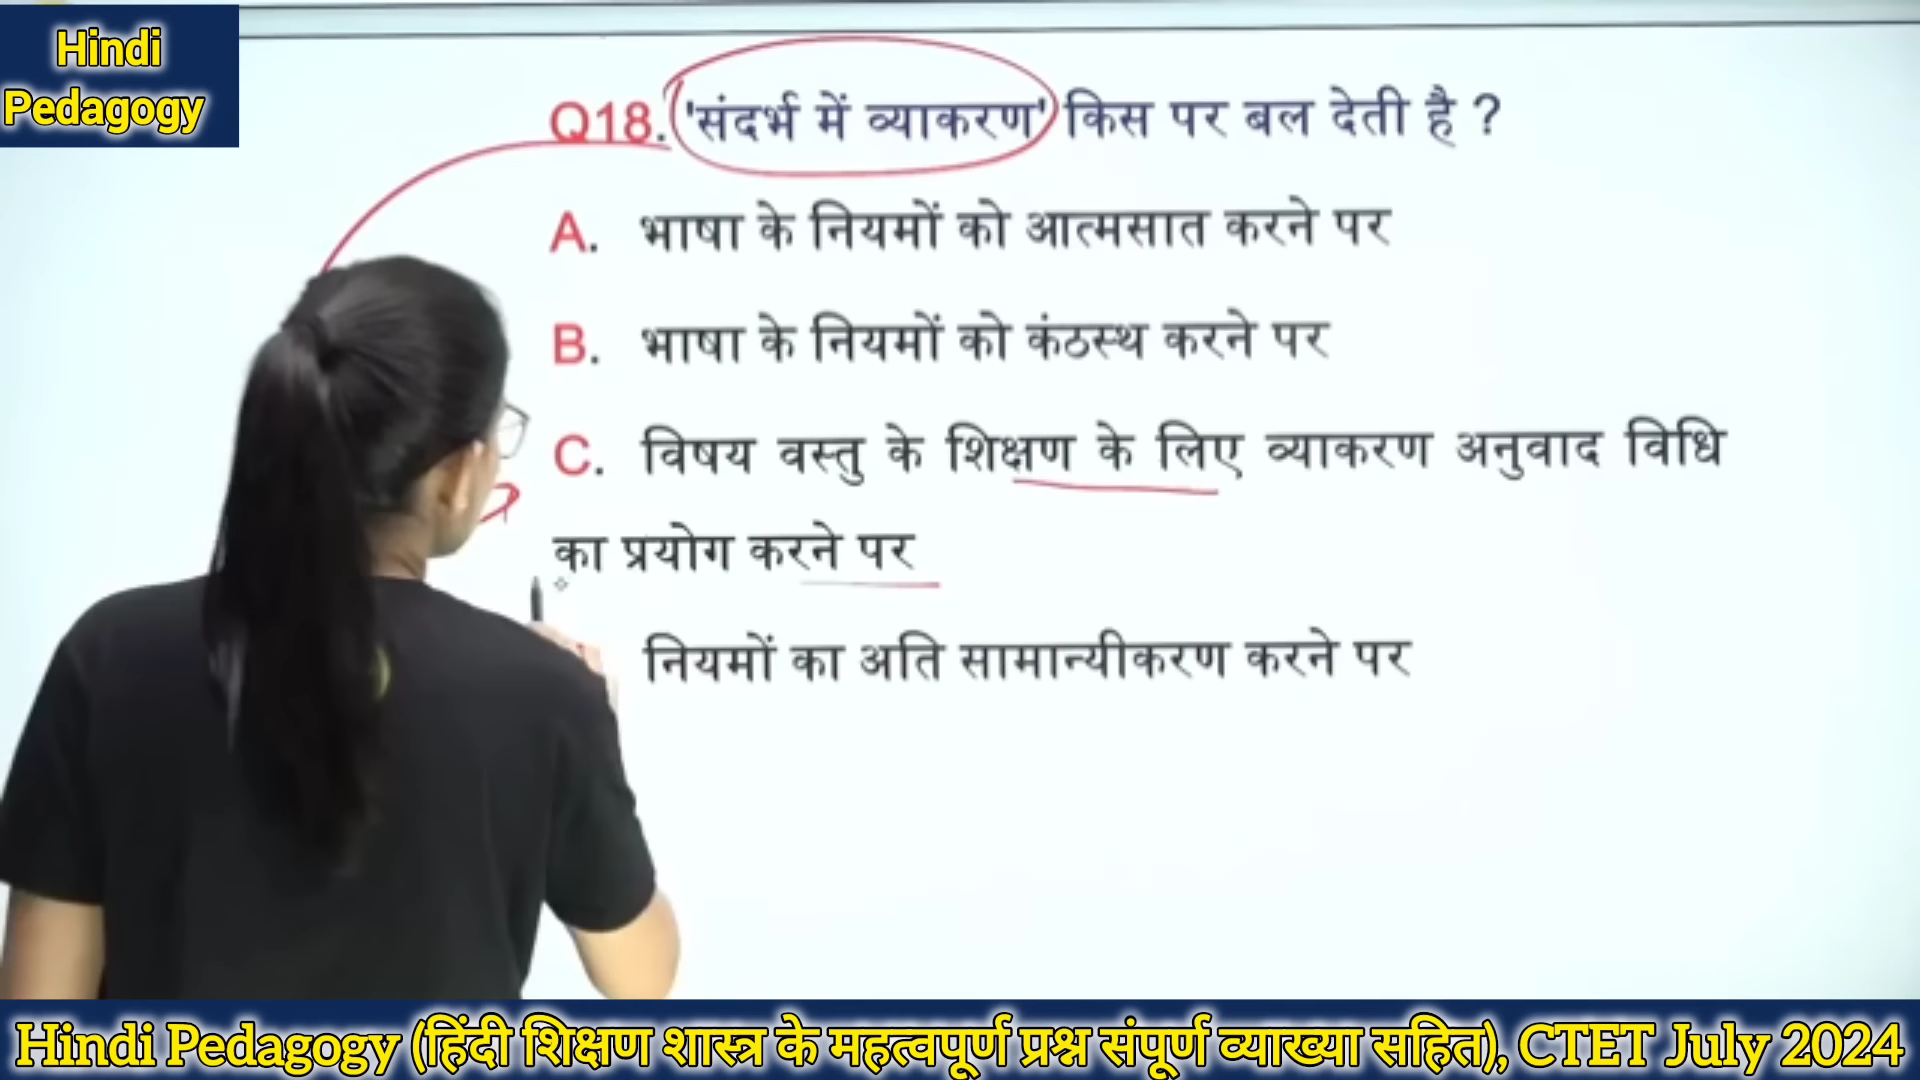 Hindi
Pedagogy
Q18. 'संदर्भ में व्याकरण' किस पर बल देती है ?
A. भाषा के नियमों को आत्मसात करने पर
B. भाषा के नियमों को कंठस्थ करने पर
C. विषय वस्तु के शिक्षण के लिए व्याकरण अनुवाद विधि
का प्रयोग करने पर
नियमों का अति सामान्यीकरण करने पर
Hindi Pedagogy (हिंदी शिक्षण शास्त्र के महत्वपूर्ण प्रश्न संपूर्ण व्याख्या सहित), CTET July 2024